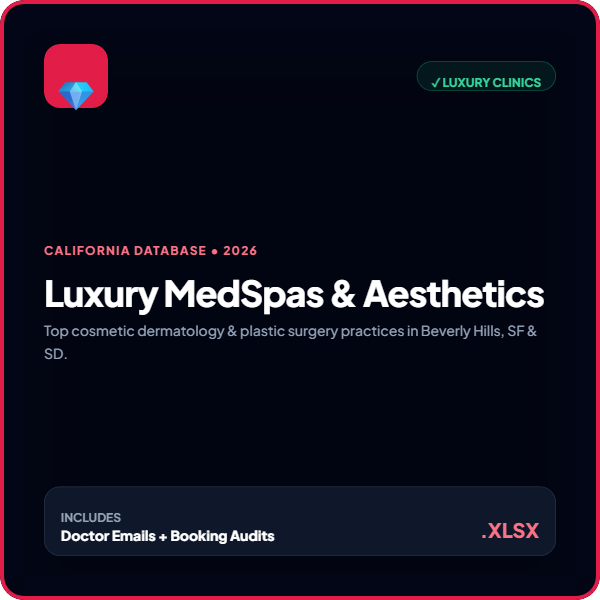 ✓ LUXURY CLINICS
CALIFORNIA DATABASE • 2026
Luxury MedSpas & Aesthetics
Top cosmetic dermatology & plastic surgery practices in Beverly Hills, SF &
SD.
INCLUDES
Doctor Emails + Booking Audits
.XLSX